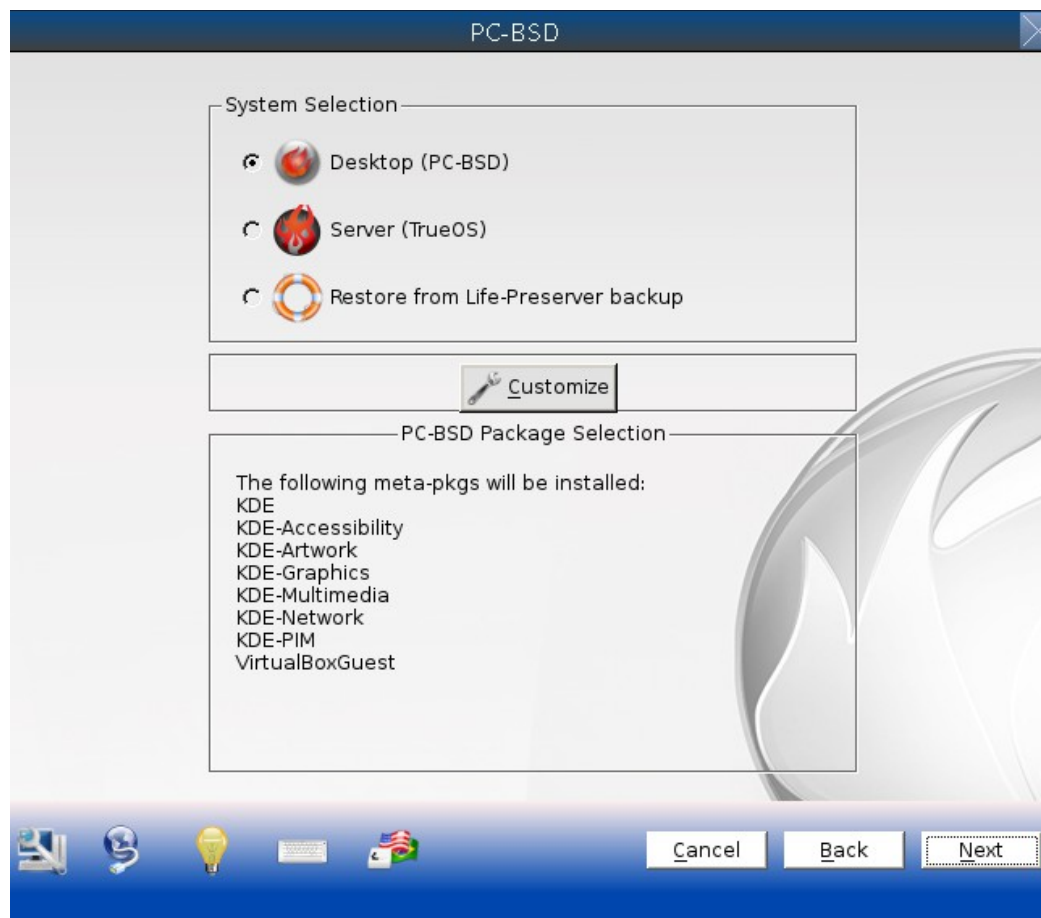 PC-BSD
System Selection
Desktop (PC-BSD)
Server (TrueOS)
Restore from Life-Preserver backup
Customize
PC-BSD Package Selection
The following meta-pkgs will be installed:
KDE
KDE-Accessibility
KDE-Artwork
KDE-Graphics
KDE-Multimedia
KDE-Network
KDE-PIM
VirtualBoxGuest
Cancel Back Next